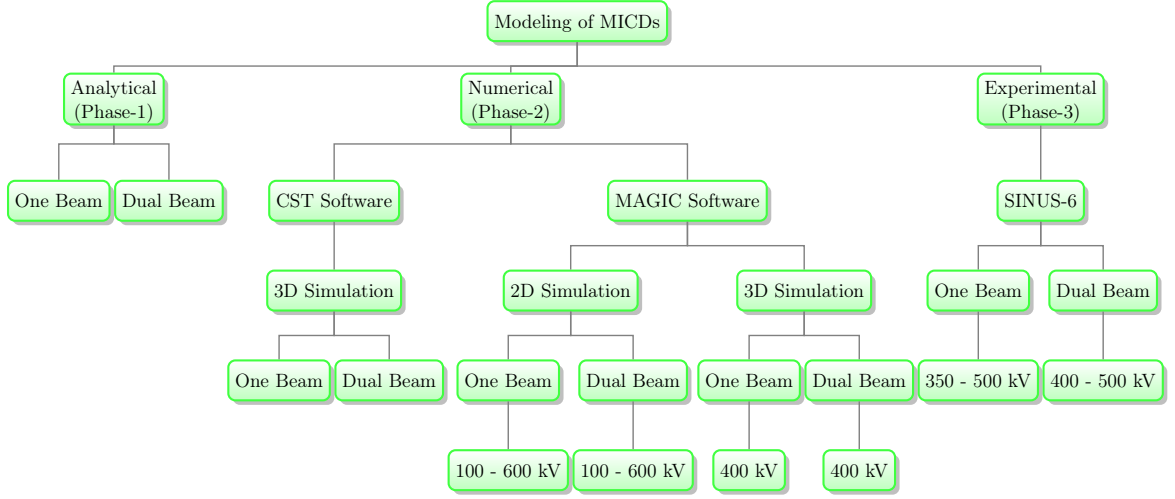 Modeling of MICDs
Analytical
(Phase-1)
Numerical
(Phase-2)
Experimental
(Phase-3)
One Beam
Dual Beam
CST Software
MAGIC Software
SINUS-6
3D Simulation
2D Simulation
3D Simulation
One Beam
Dual Beam
One Beam
Dual Beam
One Beam
Dual Beam
One Beam
Dual Beam
350 - 500 kV
400 - 500 kV
100 - 600 kV
100 - 600 kV
400 kV
400 kV